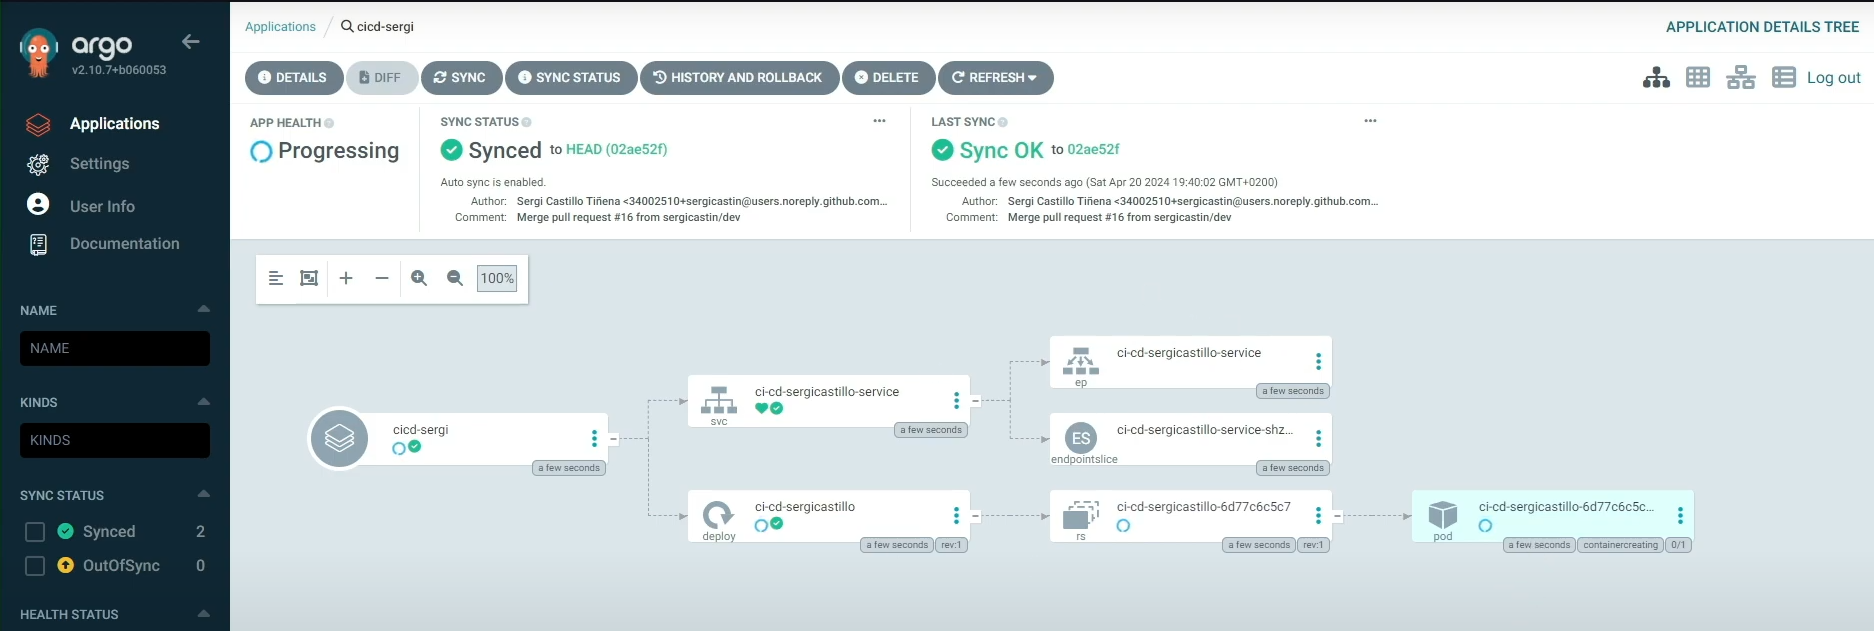 argo
v2.10.7+b060053
Applications
Settings
User Info
Documentation
NAME
NAME
KINDS
KINDS
SYNC STATUS
Synced 2
OutOfSync 0
HEALTH STATUS
Applications / cicd-sergi
APPLICATION DETAILS TREE
DETAILS DIFF SYNC SYNC STATUS HISTORY AND ROLLBACK DELETE REFRESH
Log out
APP HEALTH
Progressing
SYNC STATUS
Synced to HEAD (02ae52f)
Auto sync is enabled.
Author: Sergi Castillo Tiñena <34002510+sergicastin@users.noreply.github.com...
Comment: Merge pull request #16 from sergicastin/dev
LAST SYNC
Sync OK to 02ae52f
Succeeded a few seconds ago (Sat Apr 20 2024 19:40:02 GMT+0200)
Author: Sergi Castillo Tiñena <34002510+sergicastin@users.noreply.github.com...
Comment: Merge pull request #16 from sergicastin/dev
100%
cicd-sergi
a few seconds
ci-cd-sergicastillo-service
svc
a few seconds
ci-cd-sergicastillo-service
ep
a few seconds
ES
ci-cd-sergicastillo-service-shz...
endpointslice
a few seconds
ci-cd-sergicastillo
deploy
a few seconds rev:1
ci-cd-sergicastillo-6d77c6c5c7
rs
a few seconds rev:1
ci-cd-sergicastillo-6d77c6c5c...
pod
a few seconds containercreating 0/1